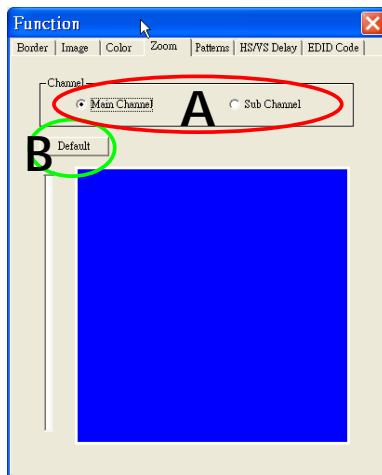 Function
Border Image Color Zoom Patterns HS/VS Delay EDID Code
Channel
Main Channel A Sub Channel
B Default